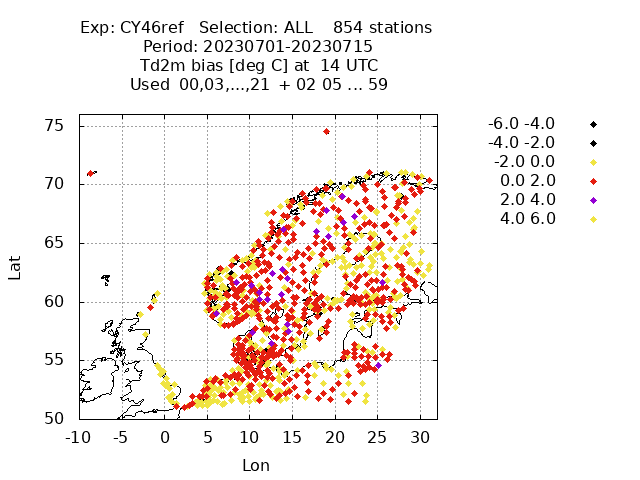 Exp: CY46ref   Selection: ALL    854 stations
Period: 20230701-20230715
Td2m bias [deg C] at  14 UTC
Used  00,03,...,21  + 02 05 ... 59
-6.0 -4.0
-4.0 -2.0
-2.0 0.0
0.0 2.0
2.0 4.0
4.0 6.0
75
70
65
60
55
50
Lat
-10 -5 0 5 10 15 20 25 30
Lon